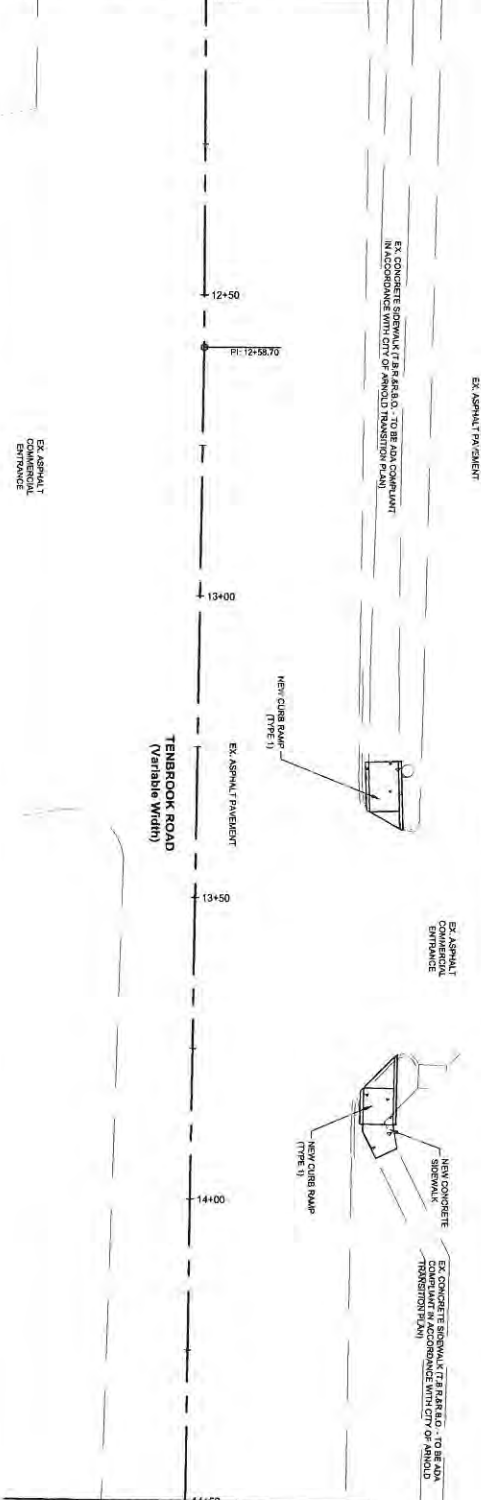 EX. ASPHALT PAVEMENT
EX. CONCRETE SIDEWALK (T.B.R.&R.B.O. - TO BE ADA COMPLIANT
IN ACCORDANCE WITH CITY OF ARNOLD TRANSITION PLAN)
12+50
PI: 12+58.70
EX. ASPHALT
COMMERCIAL
ENTRANCE
13+00
NEW CURB RAMP
(TYPE 1)
EX. ASPHALT PAVEMENT
TENBROOK ROAD
(Variable Width)
13+50
EX. ASPHALT
COMMERCIAL
ENTRANCE
NEW CONCRETE
SIDEWALK
NEW CURB RAMP
(TYPE 1)
14+00
EX. CONCRETE SIDEWALK (T.B.R.&R.B.O. - TO BE ADA
COMPLIANT IN ACCORDANCE WITH CITY OF ARNOLD
TRANSITION PLAN)